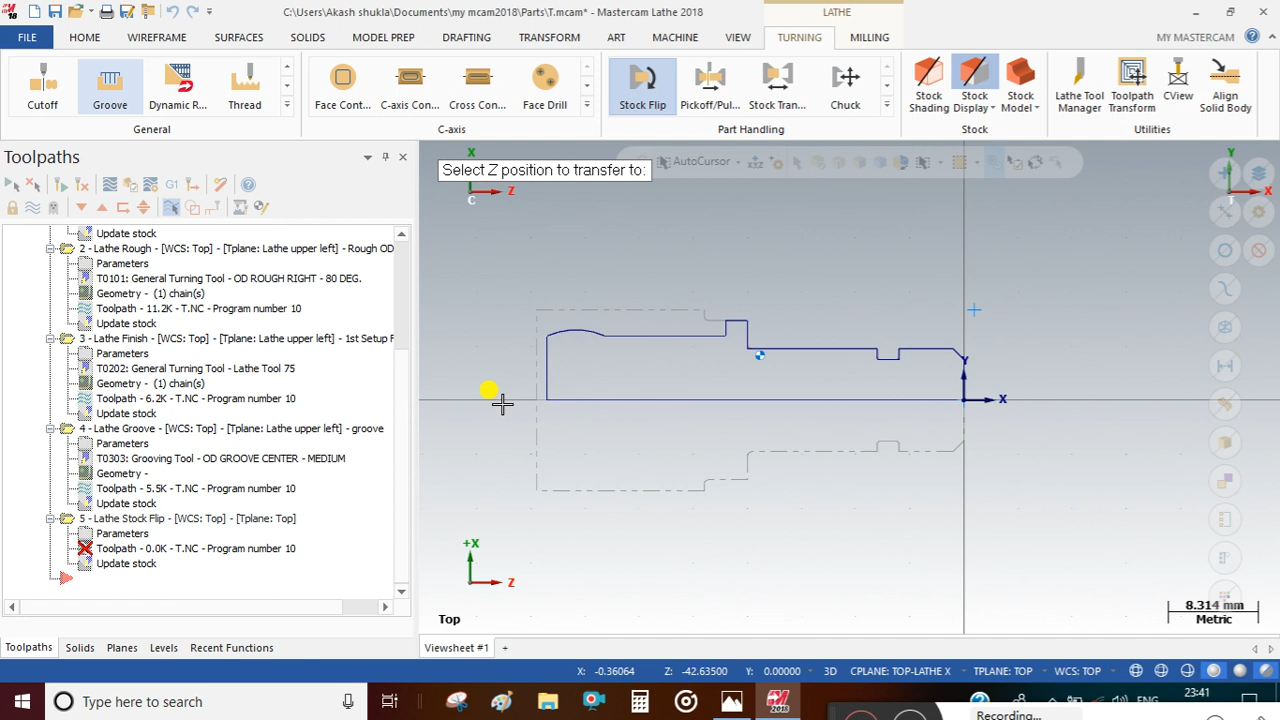 C:\Users\Akash shukla\Documents\my mcam2018\Parts\T.mcam* - Mastercam Lathe 2018
LATHE
FILE
HOME
WIREFRAME
SURFACES
SOLIDS
MODEL PREP
DRAFTING
TRANSFORM
ART
MACHINE
VIEW
TURNING
MILLING
MY MASTERCAM
Cutoff
Groove
Dynamic R...
Thread
Face Cont...
C-axis Con...
Cross Con...
Face Drill
Stock Flip
Pickoff/Pul...
Stock Tran...
Chuck
Stock Shading
Stock Display
Stock Model
Lathe Tool Manager
Toolpath Transform
CView
Align Solid Body
General
C-axis
Part Handling
Stock
Utilities
Toolpaths
G1
Update stock
2 - Lathe Rough - [WCS: Top] - [Tplane: Lathe upper left] - Rough OD
Parameters
T0101: General Turning Tool - OD ROUGH RIGHT - 80 DEG.
Geometry - (1) chain(s)
Toolpath - 11.2K - T.NC - Program number 10
Update stock
3 - Lathe Finish - [WCS: Top] - [Tplane: Lathe upper left] - 1st Setup F
Parameters
T0202: General Turning Tool - Lathe Tool 75
Geometry - (1) chain(s)
Toolpath - 6.2K - T.NC - Program number 10
Update stock
4 - Lathe Groove - [WCS: Top] - [Tplane: Lathe upper left] - groove
Parameters
T0303: Grooving Tool - OD GROOVE CENTER - MEDIUM
Geometry -
Toolpath - 5.5K - T.NC - Program number 10
Update stock
5 - Lathe Stock Flip - [WCS: Top] - [Tplane: Top]
Parameters
Toolpath - 0.0K - T.NC - Program number 10
Update stock
Toolpaths
Solids
Planes
Levels
Recent Functions
X
Select Z position to transfer to:
AutoCursor
Z
C
Y
X
T
Y
X
+X
Z
Top
8.314 mm
Metric
Viewsheet #1
X: -0.36064
Z: -42.63500
Y: 0.00000
3D
CPLANE: TOP-LATHE X
TPLANE: TOP
WCS: TOP
Type here to search
18
ENG
23:41
Recording...